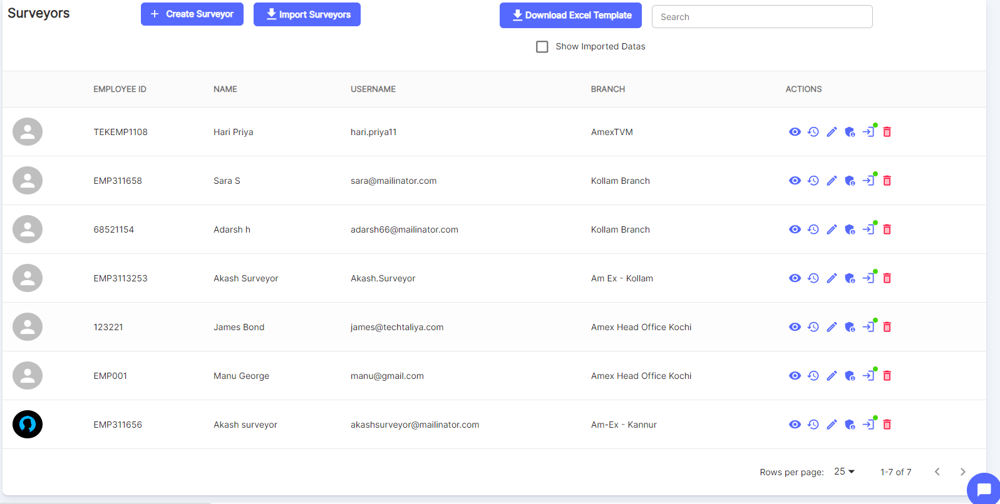 Surveyors
+ Create Surveyor
Import Surveyors
Download Excel Template
Search
Show Imported Datas
EMPLOYEE ID NAME USERNAME BRANCH ACTIONS
TEKEMP1108 Hari Priya hari.priya11 AmexTVM
EMP311658 Sara S sara@mailinator.com Kollam Branch
68521154 Adarsh h adarsh66@mailinator.com Kollam Branch
EMP3113253 Akash Surveyor Akash.Surveyor Am Ex - Kollam
123221 James Bond james@techtaliya.com Amex Head Office Kochi
EMP001 Manu George manu@gmail.com Amex Head Office Kochi
EMP311656 Akash surveyor akashsurveyor@mailinator.com Am-Ex - Kannur
Rows per page: 25 1-7 of 7